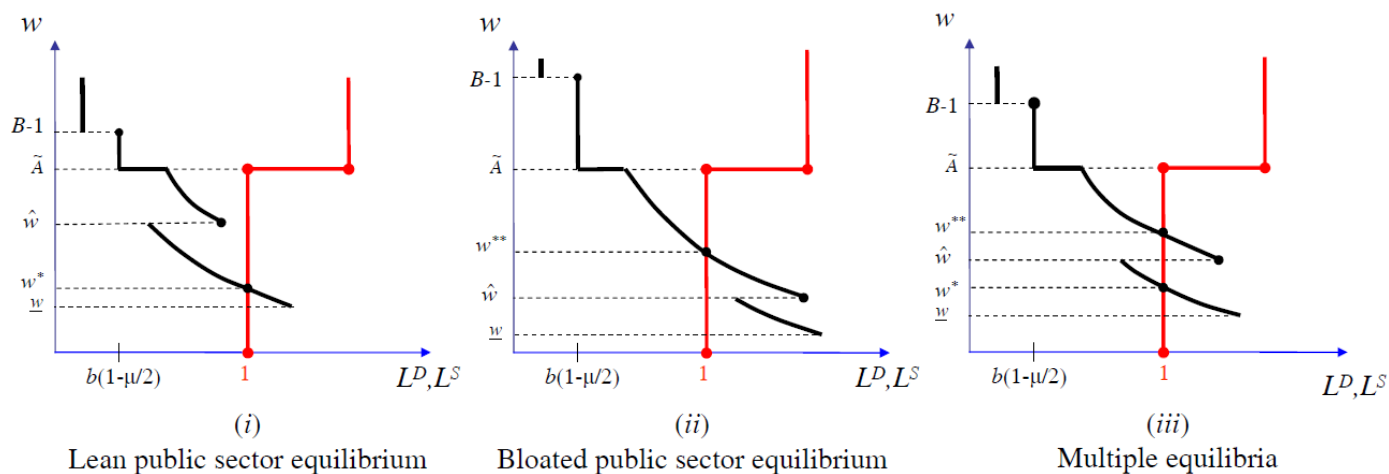 w
B-1
Ã
ŵ
w*
w
b(1-μ/2)
1
L^D,L^S
(i)
Lean public sector equilibrium
w
B-1
Ã
w**
ŵ
w
b(1-μ/2)
1
L^D,L^S
(ii)
Bloated public sector equilibrium
w
B-1
Ã
w**
ŵ
w*
w
b(1-μ/2)
1
L^D,L^S
(iii)
Multiple equilibria